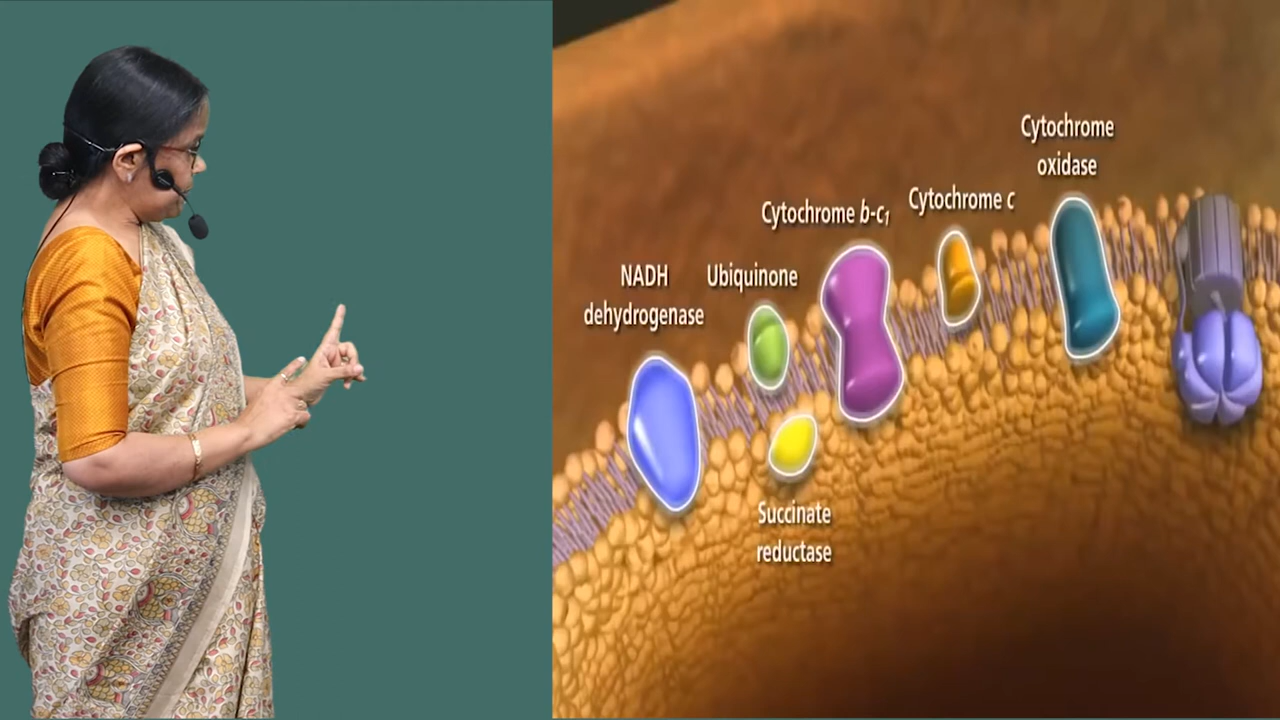 Cytochrome
oxidase
Cytochrome b-c₁
Cytochrome c
NADH
dehydrogenase
Ubiquinone
Succinate
reductase